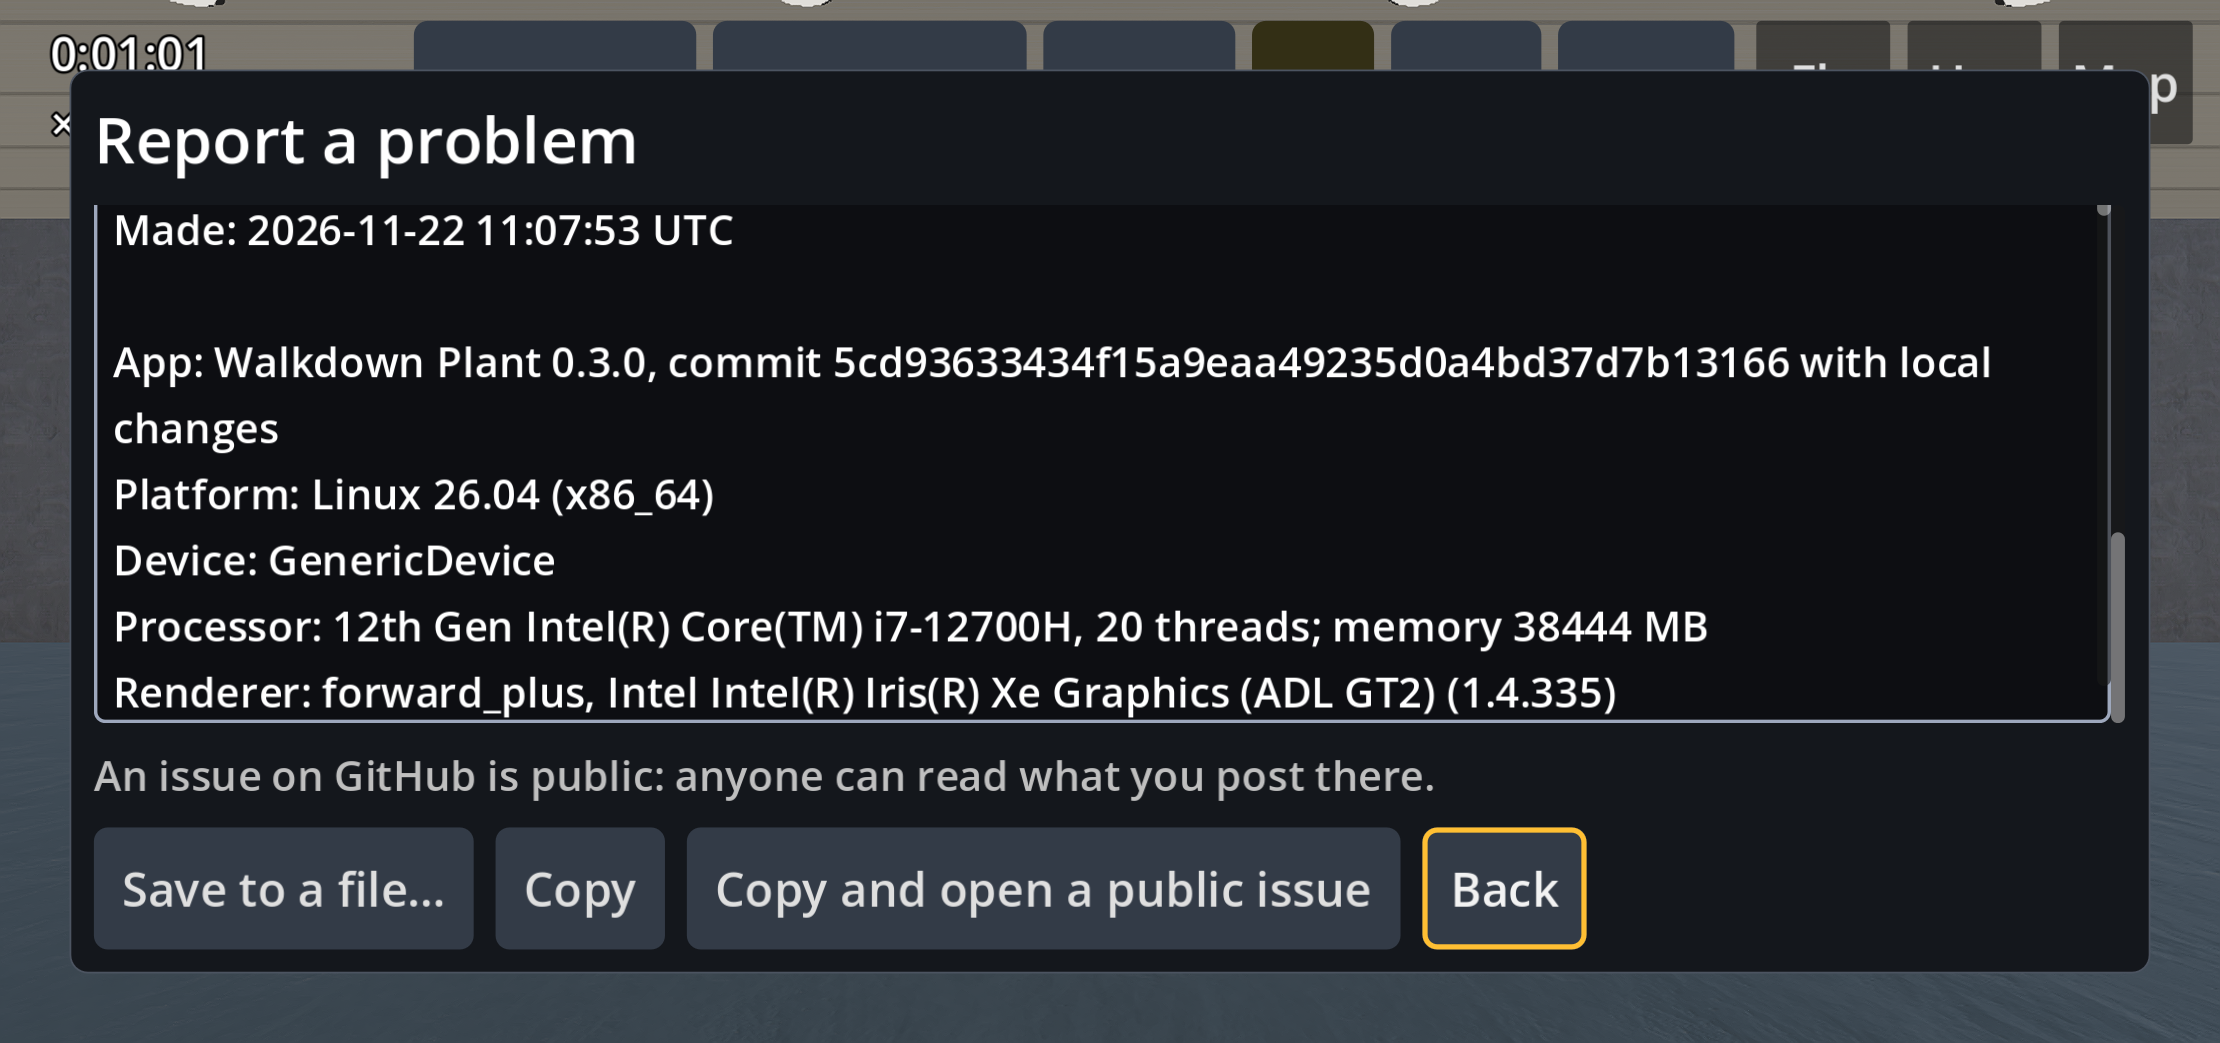 0:01:01
×
Report a problem
Made: 2026-11-22 11:07:53 UTC
App: Walkdown Plant 0.3.0, commit 5cd93633434f15a9eaa49235d0a4bd37d7b13166 with local
changes
Platform: Linux 26.04 (x86_64)
Device: GenericDevice
Processor: 12th Gen Intel(R) Core(TM) i7-12700H, 20 threads; memory 38444 MB
Renderer: forward_plus, Intel Intel(R) Iris(R) Xe Graphics (ADL GT2) (1.4.335)
An issue on GitHub is public: anyone can read what you post there.
Save to a file...
Copy
Copy and open a public issue
Back